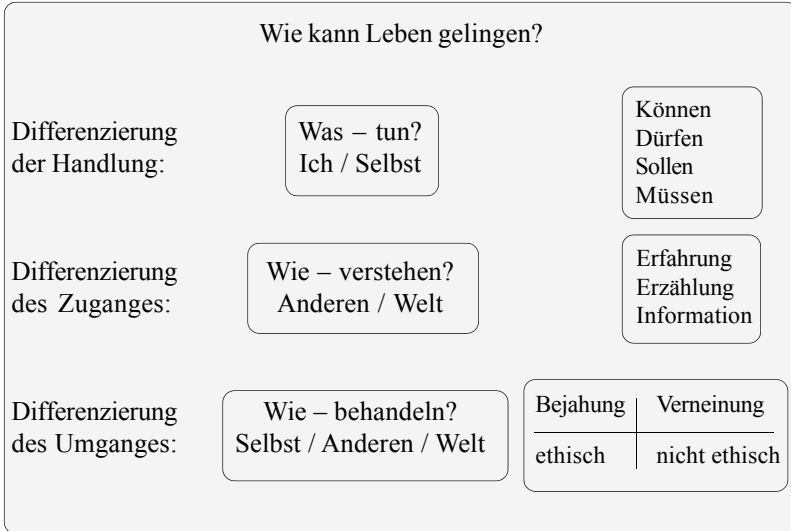 Wie kann Leben gelingen?
Differenzierung
der Handlung:
Was – tun?
Ich / Selbst
Können
Dürfen
Sollen
Müssen
Differenzierung
des Zuganges:
Wie – verstehen?
Anderen / Welt
Erfahrung
Erzählung
Information
Differenzierung
des Umganges:
Wie – behandeln?
Selbst / Anderen / Welt
Bejahung Verneinung
ethisch nicht ethisch